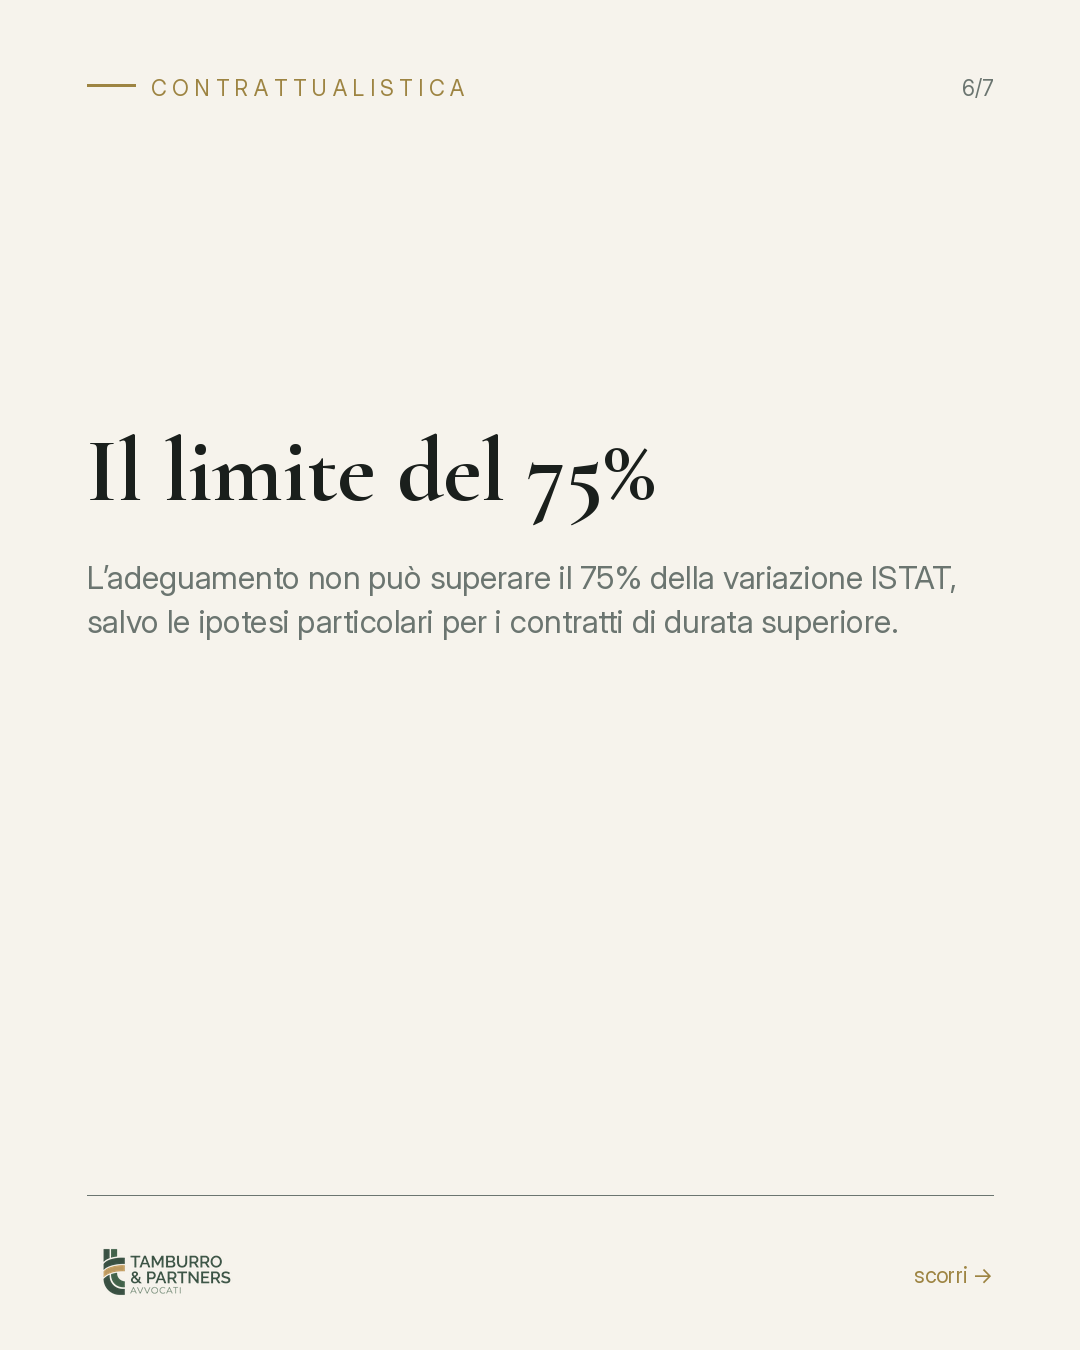 CONTRATTUALISTICA
6/7
Il limite del 75%
L’adeguamento non può superare il 75% della variazione ISTAT,
salvo le ipotesi particolari per i contratti di durata superiore.
TAMBURRO
& PARTNERS
AVVOCATI
scorri →